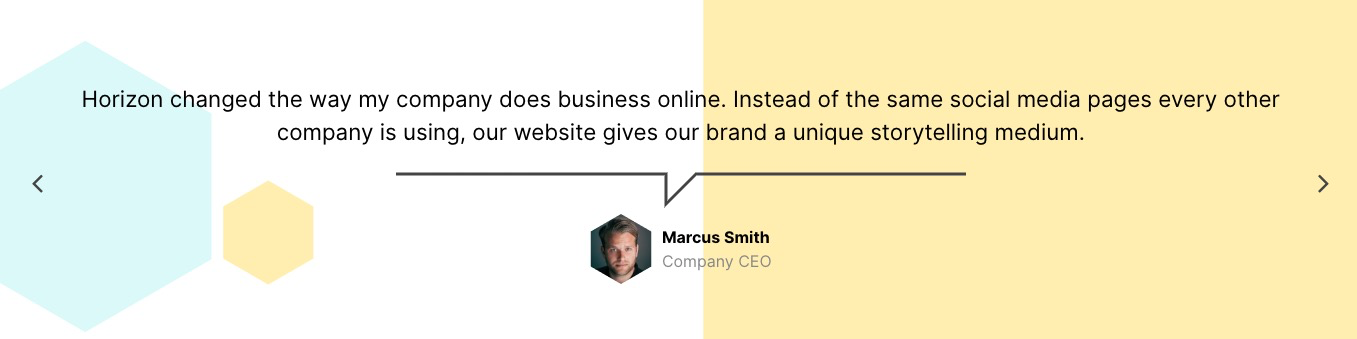 Horizon changed the way my company does business online. Instead of the same social media pages every other
company is using, our website gives our brand a unique storytelling medium.
Marcus Smith
Company CEO